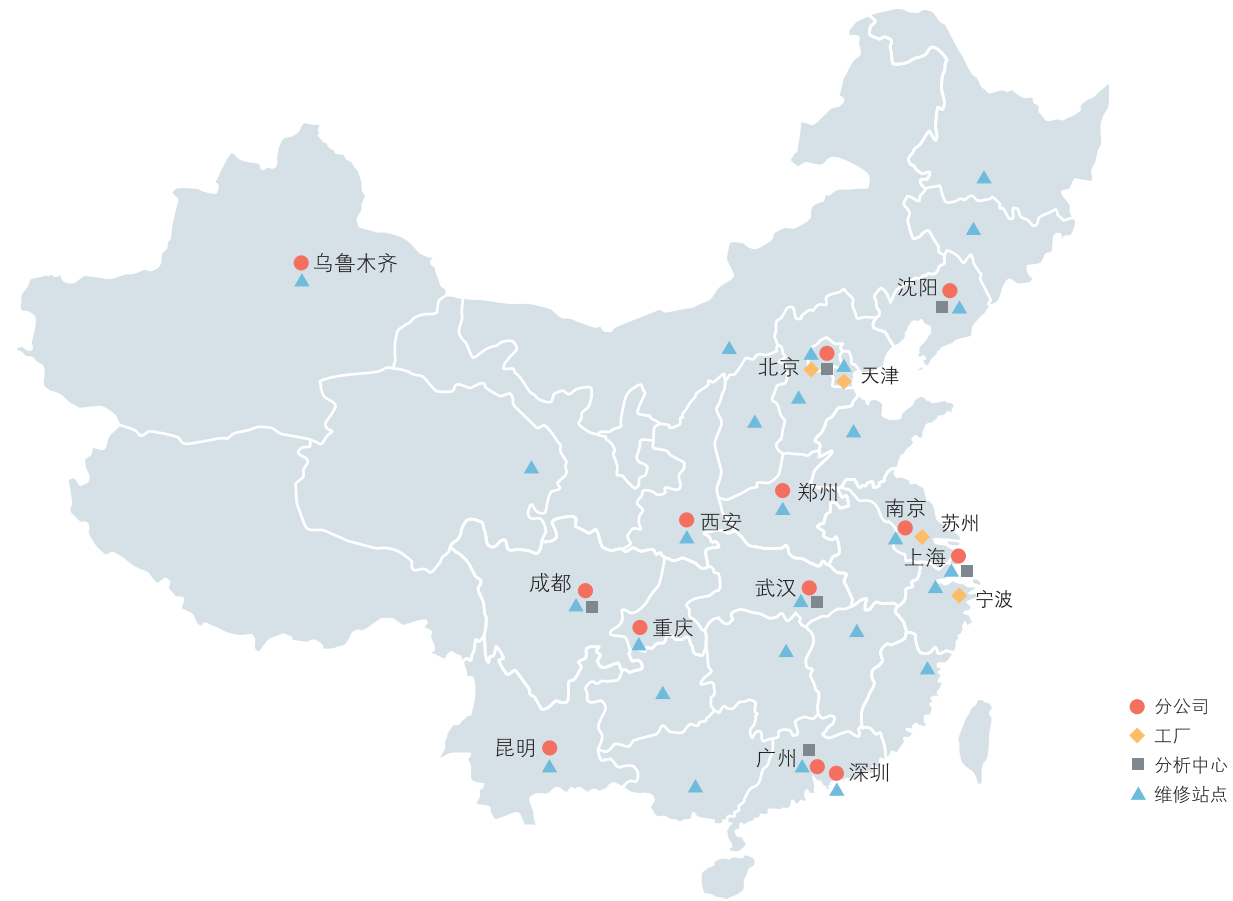 乌鲁木齐
沈阳
北京
天津
郑州
南京
苏州
西安
上海
成都
武汉
宁波
重庆
昆明
广州
深圳
分公司
工厂
分析中心
维修站点